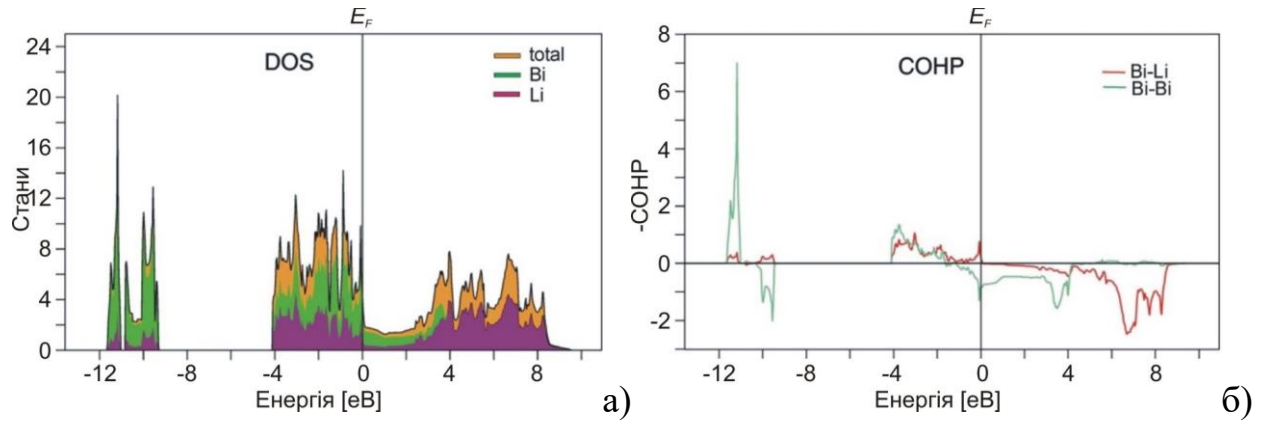 E_F
DOS
total
Bi
Li
24
20
16
12
8
4
0
Стани
-12 -8 -4 0 4 8
Енергія [еВ]
а)
E_F
COHP
Bi-Li
Bi-Bi
8
6
4
2
0
-2
-COHP
-12 -8 -4 0 4 8
Енергія [еВ]
б)